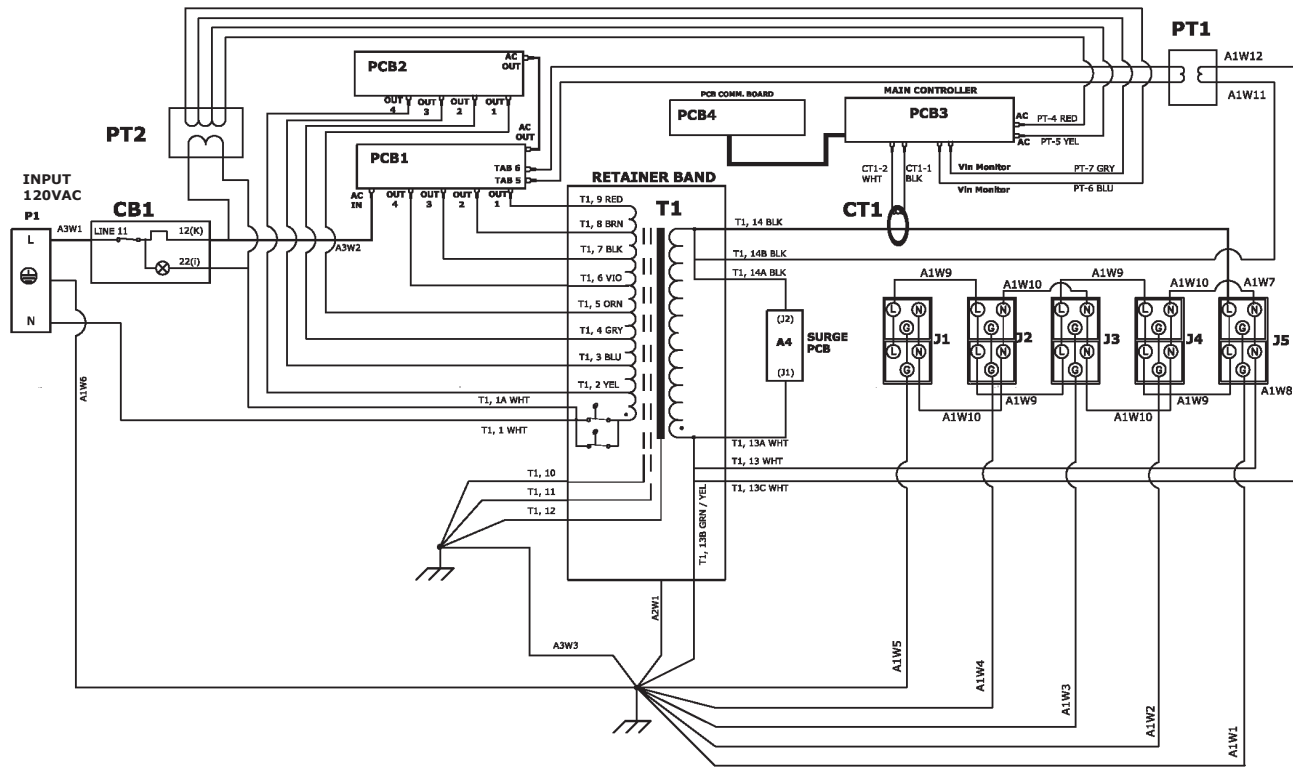 PT1
A1W12
A1W11
PCB2
AC
OUT
OUT
4
OUT
3
OUT
2
OUT
1
PCB COMM. BOARD
PCB4
MAIN CONTROLLER
PCB3
AC
PT-4 RED
AC
PT-5 YEL
PT2
AC
OUT
PCB1
TAB 6
TAB 5
AC
IN
OUT
4
OUT
3
OUT
2
OUT
1
CT1-2
WHT
CT1-1
BLK
Vin Monitor
PT-7 GRY
Vin Monitor
PT-6 BLU
INPUT
120VAC
P1
L
N
A3W1
CB1
LINE 11
12(K)
22(i)
A3W2
RETAINER BAND
T1
CT1
T1, 9 RED
T1, 8 BRN
T1, 7 BLK
T1, 6 VIO
T1, 5 ORN
T1, 4 GRY
T1, 3 BLU
T1, 2 YEL
T1, 1A WHT
T1, 1 WHT
T1, 14 BLK
T1, 14B BLK
T1, 14A BLK
(J2)
A4
(J1)
SURGE
PCB
A1W9
A1W10
A1W9
A1W10
A1W7
L
N
G
L
N
G
J1
L
N
G
L
N
G
J2
L
N
G
L
N
G
J3
L
N
G
L
N
G
J4
L
N
G
L
N
G
J5
A1W8
A1W10
A1W9
A1W10
A1W9
A1W6
T1, 13A WHT
T1, 13 WHT
T1, 13C WHT
T1, 13B GRN / YEL
T1, 10
T1, 11
T1, 12
A2W1
A3W3
A1W5
A1W4
A1W3
A1W2
A1W1